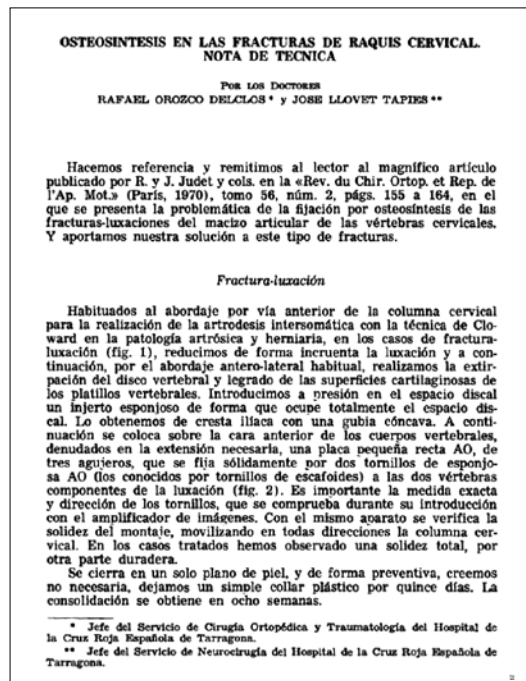 OSTEOSINTESIS EN LAS FRACTURAS DE RAQUIS CERVICAL.
NOTA DE TECNICA
POR LOS DOCTORES
RAFAEL OROZCO DELCLOS * y JOSE LLOVET TAPIES **
Hacemos referencia y remitimos al lector al magnífico artículo
publicado por R. y J. Judet y cols. en la «Rev. du Chir. Ortop. et Rep. de
l'Ap. Mot.» (París, 1970), tomo 56, núm. 2, págs. 155 a 164, en el
que se presenta la problemática de la fijación por osteosíntesis de las
fracturas-luxaciones del macizo articular de las vértebras cervicales.
Y aportamos nuestra solución a este tipo de fracturas.
Fractura-luxación
Habituados al abordaje por vía anterior de la columna cervical
para la realización de la artrodesis intersomática con la técnica de Clo-
ward en la patología artrósica y herniaria, en los casos de fractura-
luxación (fig. 1), reducimos de forma incruenta la luxación y a con-
tinuación, por el abordaje antero-lateral habitual, realizamos la extir-
pación del disco vertebral y legrado de las superficies cartilaginosas de
los platillos vertebrales. Introducimos a presión en el espacio discal
un injerto esponjoso de forma que ocupe totalmente el espacio dis-
cal. Lo obtenemos de cresta ilíaca con una gubia cóncava. A conti-
nuación se coloca sobre la cara anterior de los cuerpos vertebrales,
denudados en la extensión necesaria, una placa pequeña recta AO, de
tres agujeros, que se fija sólidamente por dos tornillos de esponjo-
sa AO (los conocidos por tornillos de escafoides) a las dos vértebras
componentes de la luxación (fig. 2). Es importante la medida exacta
y dirección de los tornillos, que se comprueba durante su introducción
con el amplificador de imágenes. Con el mismo aparato se verifica la
solidez del montaje, movilizando en todas direcciones la columna cer-
vical. En los casos tratados hemos observado una solidez total, por
otra parte duradera.
Se cierra en un solo plano de piel, y de forma preventiva, creemos
no necesaria, dejamos un simple collar plástico por quince días. La
consolidación se obtiene en ocho semanas.
* Jefe del Servicio de Cirugía Ortopédica y Traumatología del Hospital de
la Cruz Roja Española de Tarragona.
** Jefe del Servicio de Neurocirugía del Hospital de la Cruz Roja Española de
Tarragona.